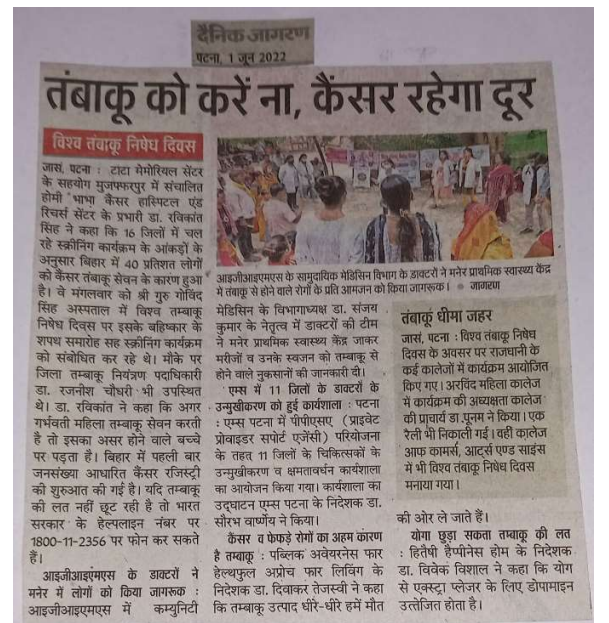 दैनिक जागरण
पटना, 1 जून 2022
तंबाकू को करें ना, कैंसर रहेगा दूर
विश्व तंबाकू निषेध दिवस
जासं, पटना : टाटा मेमोरियल सेंटर
के सहयोग मुजफ्फरपुर में संचालित
होमी भाभा कैंसर हास्पिटल एंड
रिचर्स सेंटर के प्रभारी डा. रविकांत
सिंह ने कहा कि 16 जिलों में चल
रहे स्क्रीनिंग कार्यक्रम के आंकड़ों के
अनुसार बिहार में 40 प्रतिशत लोगों
को कैंसर तंबाकू सेवन के कारण हुआ
है। वे मंगलवार को श्री गुरु गोविंद
सिंह अस्पताल में विश्व तम्बाकू
निषेध दिवस पर इसके बहिष्कार के
शपथ समारोह सह स्क्रीनिंग कार्यक्रम
को संबोधित कर रहे थे। मौके पर
जिला तम्बाकू नियंत्रण पदाधिकारी
डा. रजनीश चौधरी भी उपस्थित
थे। डा. रविकांत ने कहा कि अगर
गर्भवती महिला तम्बाकू सेवन करती
है तो इसका असर होने वाले बच्चे
पर पड़ता है। बिहार में पहली बार
जनसंख्या आधारित कैंसर रजिस्ट्री
की शुरुआत की गई है। यदि तम्बाकू
की लत नहीं छूट रही है तो भारत
सरकार के हेल्पलाइन नंबर पर
1800-11-2356 पर फोन कर सकते
हैं।
आइजीआइएमएस के डाक्टरों ने
मनेर में लोगों को किया जागरूक :
आइजीआइएमएस में कम्युनिटी
आइजीआइएमएस के सामुदायिक मेडिसिन विभाग के डाक्टरों ने मनेर प्राथमिक स्वास्थ्य केंद्र
में तंबाकू से होने वाले रोगों के प्रति आमजन को किया जागरूक। जागरण
मेडिसिन के विभागाध्यक्ष डा. संजय
कुमार के नेतृत्व में डाक्टरों की टीम
ने मनेर प्राथमिक स्वास्थ्य केंद्र जाकर
मरीजों व उनके स्वजन को तम्बाकू से
होने वाले नुकसानों की जानकारी दी।
एम्स में 11 जिलों के डाक्टरों के
उन्मुखीकरण को हुई कार्यशाला : पटना
: एम्स पटना में पीपीएसए (प्राइवेट
प्रोवाइडर सपोर्ट एजेंसी) परियोजना
के तहत 11 जिलों के चिकित्सकों के
उन्मुखीकरण व क्षमतावर्धन कार्यशाला
का आयोजन किया गया। कार्यशाला का
उद्घाटन एम्स पटना के निदेशक डा.
सौरभ वार्ष्णेय ने किया।
कैंसर व फेफड़े रोगों का अहम कारण
है तम्बाकू : पब्लिक अवेयरनेस फार
हेल्थफुल अप्रोच फार लिविंग के
निदेशक डा. दिवाकर तेजस्वी ने कहा
कि तम्बाकू उत्पाद धीरे-धीरे हमें मौत
तंबाकू धीमा जहर
जासं, पटना : विश्व तंबाकू निषेध
दिवस के अवसर पर राजधानी के
कई कालेजों में कार्यक्रम आयोजित
किए गए। अरविंद महिला कालेज
में कार्यक्रम की अध्यक्षता कालेज
की प्राचार्य डा. पूनम ने किया। एक
रैली भी निकाली गई। वहीं कालेज
आफ कामर्स, आर्ट्स एण्ड साइंस
में भी विश्व तंबाकू निषेध दिवस
मनाया गया।
की ओर ले जाते हैं।
योगा छुड़ा सकता तम्बाकू की लत
: हितैषी हैप्पीनेस होम के निदेशक
डा. विवेक विशाल ने कहा कि योग
से एक्स्ट्रा प्लेजर के लिए डोपामाइन
उत्तेजित होता है।